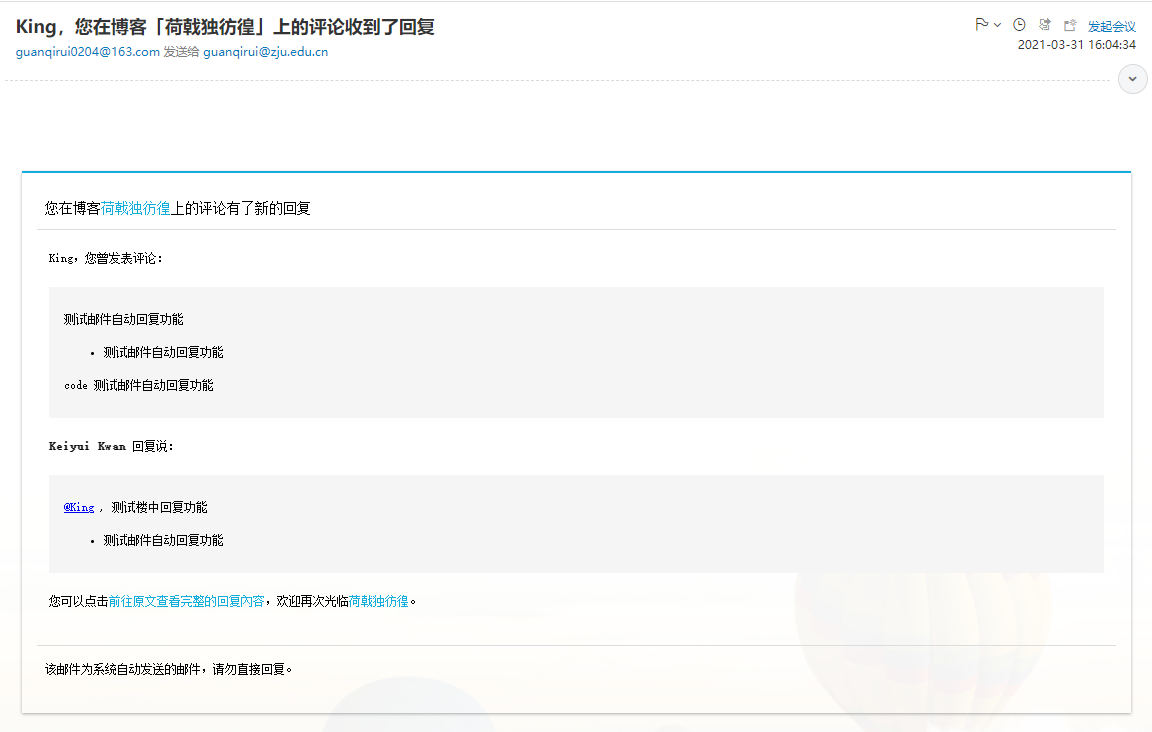 King，您在博客「荷戟独彷徨」上的评论收到了回复
发起会议
guanqirui0204@163.com 发送给 guanqirui@zju.edu.cn
2021-03-31 16:04:34
您在博客荷戟独彷徨上的评论有了新的回复
King，您曾发表评论：
测试邮件自动回复功能
• 测试邮件自动回复功能
code 测试邮件自动回复功能
Keiyui Kwan 回复说：
@King ，测试楼中回复功能
• 测试邮件自动回复功能
您可以点击前往原文查看完整的回复內容，欢迎再次光临荷戟独彷徨。
该邮件为系统自动发送的邮件，请勿直接回复。